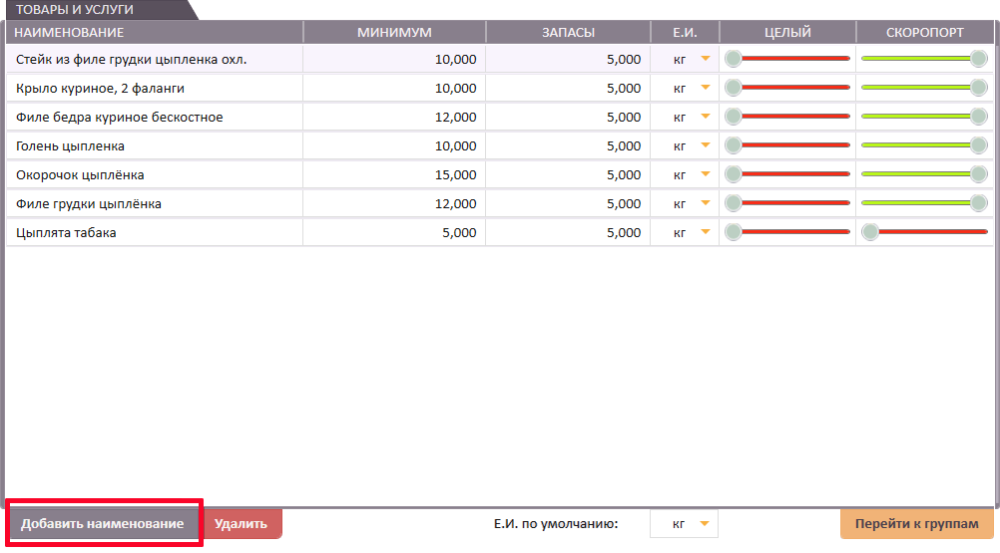 ТОВАРЫ И УСЛУГИ
НАИМЕНОВАНИЕ МИНИМУМ ЗАПАСЫ Е.И. ЦЕЛЫЙ СКОРОПОРТ
Стейк из филе грудки цыпленка охл. 10,000 5,000 кг
Крыло куриное, 2 фаланги 10,000 5,000 кг
Филе бедра куриное бескостное 12,000 5,000 кг
Голень цыпленка 10,000 5,000 кг
Окорочок цыплёнка 15,000 5,000 кг
Филе грудки цыплёнка 12,000 5,000 кг
Цыплята табака 5,000 5,000 кг
Добавить наименование Удалить Е.И. по умолчанию: кг Перейти к группам